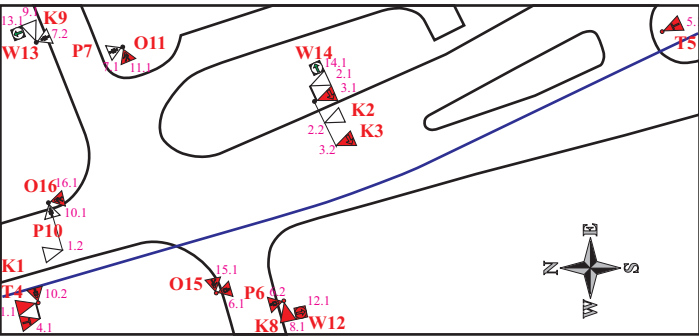 13.1 9.1 K9
7.2
W13
P7 O11
7.1 11.1
W14
14.1
2.1
3.1
K2
2.2 K3
3.2
5.
T5
O16 16.1
10.1
P10
1.2
K1
T4 10.2
1.1
4.1
15.1
O15
6.1
P6 6.2
12.1
K8 8.1 W12
E
N S
W